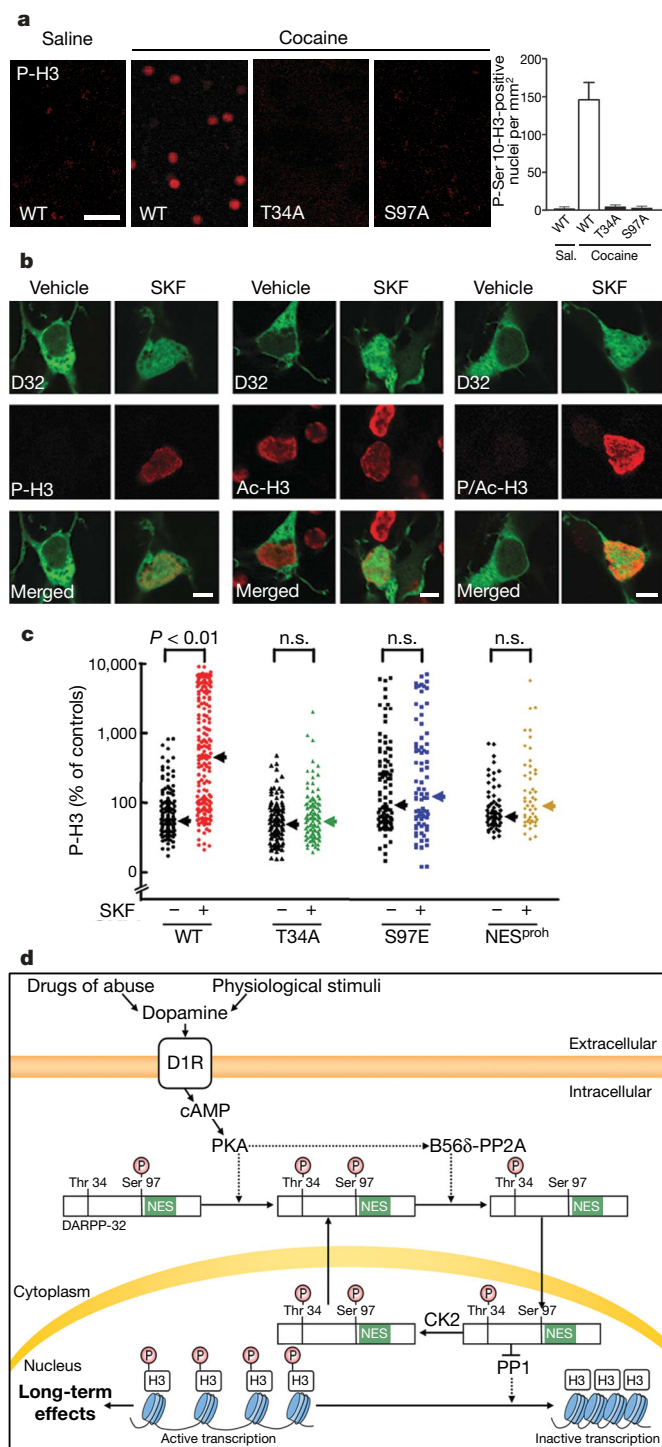 a
Saline
Cocaine
P-H3
WT
WT
T34A
S97A
P-Ser 10-H3-positive
nuclei per mm²
200
150
100
50
0
WT
WT
T34A
S97A
Sal.
Cocaine
b
Vehicle
SKF
Vehicle
SKF
Vehicle
SKF
D32
D32
D32
P-H3
Ac-H3
P/Ac-H3
Merged
Merged
Merged
c
P < 0.01
n.s.
n.s.
n.s.
P-H3 (% of controls)
10,000
1,000
100
0
SKF
– + – + – + – +
WT
T34A
S97E
NESproh
d
Drugs of abuse
Physiological stimuli
Dopamine
D1R
Extracellular
Intracellular
cAMP
PKA
B56δ-PP2A
P
P
P
P
Thr 34
Ser 97
Thr 34
Ser 97
Thr 34
Ser 97
NES
NES
NES
DARPP-32
Cytoplasm
P
P
P
Thr 34
Ser 97
CK2
Thr 34
Ser 97
NES
NES
PP1
Nucleus
P
P
P
P
H3
H3
H3
H3
H3
H3
H3
Long-term
effects
Active transcription
Inactive transcription